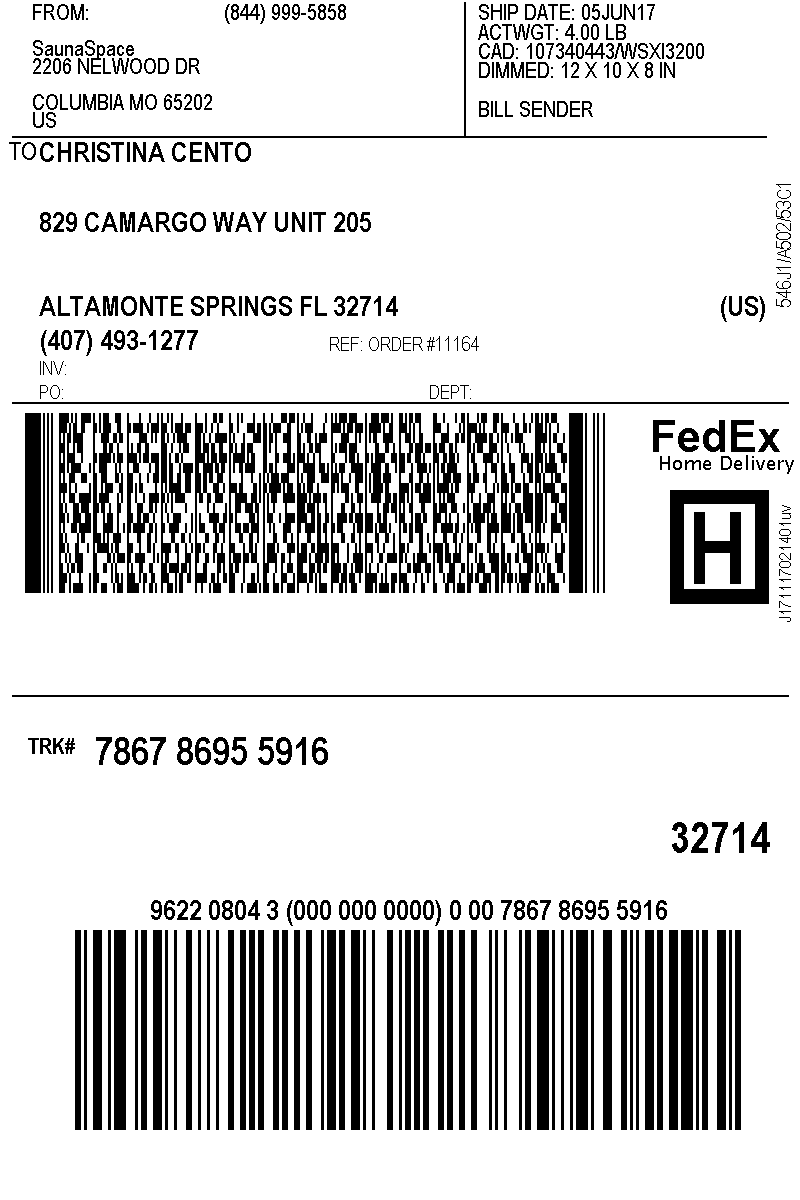 FROM: (844) 999-5858
SaunaSpace
2206 NELWOOD DR
COLUMBIA MO 65202
US
SHIP DATE: 05JUN17
ACTWGT: 4.00 LB
CAD: 107340443/WSXI3200
DIMMED: 12 X 10 X 8 IN
BILL SENDER
TO CHRISTINA CENTO
829 CAMARGO WAY UNIT 205
ALTAMONTE SPRINGS FL 32714 (US)
(407) 493-1277 REF: ORDER #11164
INV:
PO: DEPT:
546J1/A502/53C1
FedEx
Home Delivery
H
J171117021401uv
TRK# 7867 8695 5916
32714
9622 0804 3 (000 000 0000) 0 00 7867 8695 5916